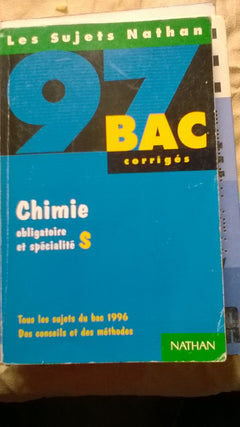 Les Sujets Nathan
97
BAC
corrigés
Chimie
obligatoire
et spécialité S
Tous les sujets du bac 1996
Des conseils et des méthodes
NATHAN